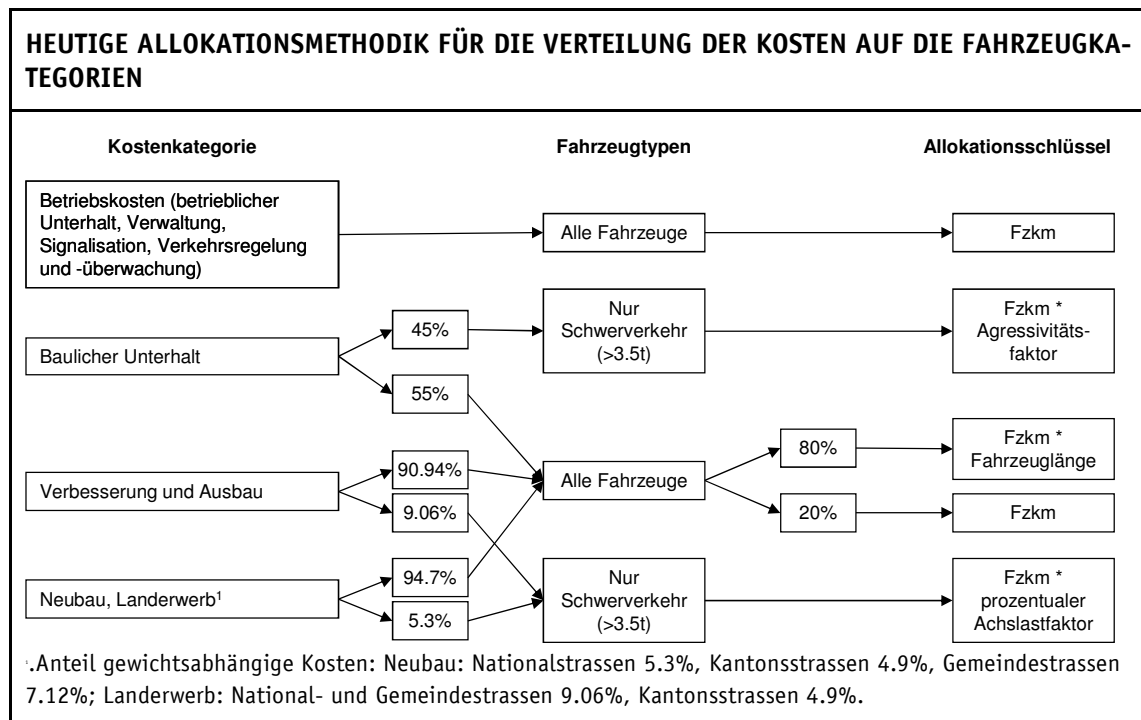 HEUTIGE ALLOKATIONSMETHODIK FÜR DIE VERTEILUNG DER KOSTEN AUF DIE FAHRZEUGKA-
TEGORIEN
Kostenkategorie
Fahrzeugtypen
Allokationsschlüssel
Betriebskosten (betrieblicher
Unterhalt, Verwaltung,
Signalisation, Verkehrsregelung
und -überwachung)
Alle Fahrzeuge
Fzkm
Baulicher Unterhalt
45%
55%
Nur
Schwerverkehr
(>3.5t)
Fzkm *
Agressivitäts-
faktor
Verbesserung und Ausbau
90.94%
9.06%
Alle Fahrzeuge
80%
20%
Fzkm *
Fahrzeuglänge
Fzkm
Neubau, Landerwerb¹
94.7%
5.3%
Nur
Schwerverkehr
(>3.5t)
Fzkm *
prozentualer
Achslastfaktor
¹.Anteil gewichtsabhängige Kosten: Neubau: Nationalstrassen 5.3%, Kantonsstrassen 4.9%, Gemeindestrassen
7.12%; Landerwerb: National- und Gemeindestrassen 9.06%, Kantonsstrassen 4.9%.